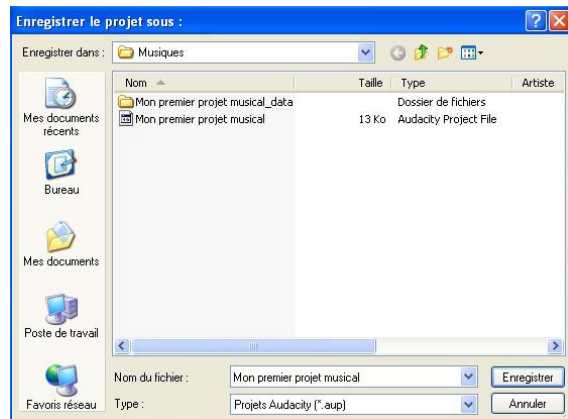 Enregistrer le projet sous :
Enregistrer dans :
Musiques
Nom
Taille
Type
Artiste
Mon premier projet musical_data
Dossier de fichiers
Mon premier projet musical
13 Ko
Audacity Project File
Mes documents
récents
Bureau
Mes documents
Poste de travail
Favoris réseau
Nom du fichier :
Mon premier projet musical
Enregistrer
Type :
Projets Audacity (*.aup)
Annuler